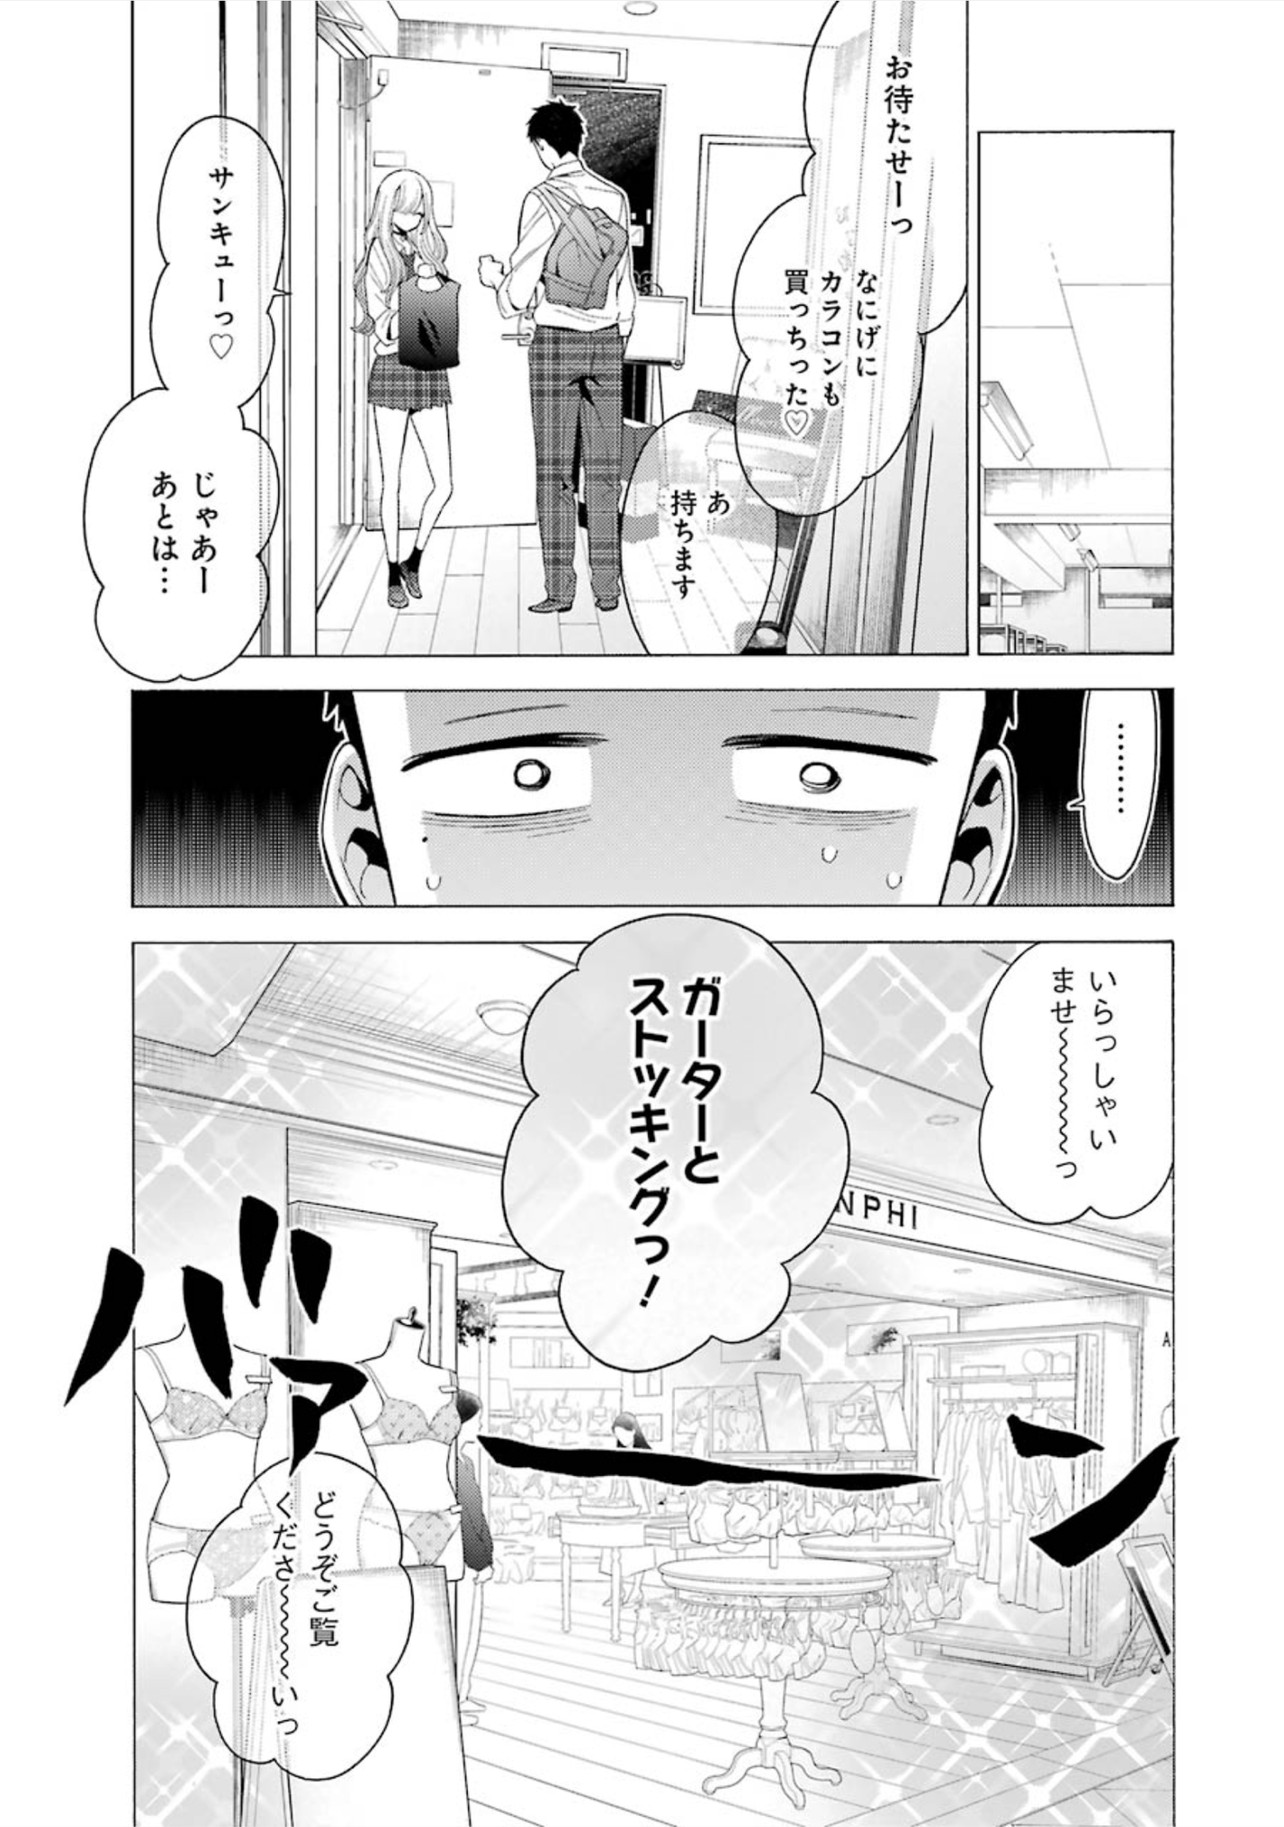 お待たせーっ
なにげに
カラコンも
買っちった♡
あ
持ちます
サンキューっ♡
じゃあー
あとは…
………
いらっしゃい
ませ〜〜〜〜〜っ
ガーターと
ストッキングっ!
NPHI
A
バァーーン
どうぞご覧
くださ〜〜〜〜いっ